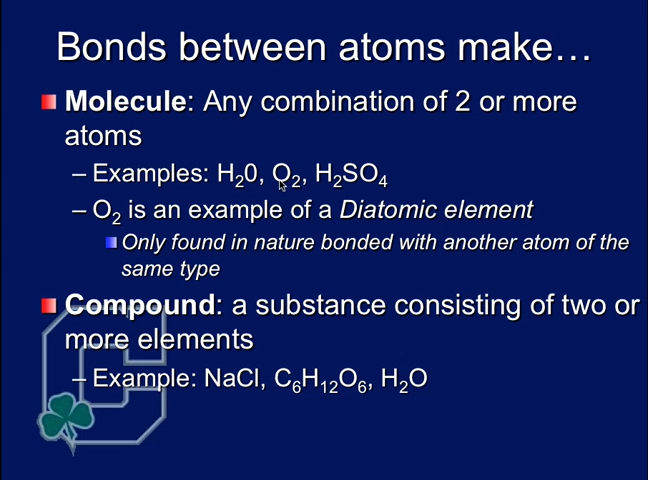 Bonds between atoms make…
Molecule: Any combination of 2 or more
atoms
– Examples: H₂0, O₂, H₂SO₄
– O₂ is an example of a Diatomic element
Only found in nature bonded with another atom of the
same type
Compound: a substance consisting of two or
more elements
– Example: NaCl, C₆H₁₂O₆, H₂O